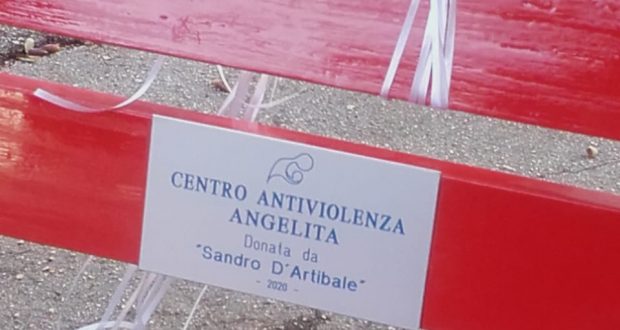 CENTRO ANTIVIOLENZA
ANGELITA
Donata da
"Sandro D'Artibale"
- 2020 -